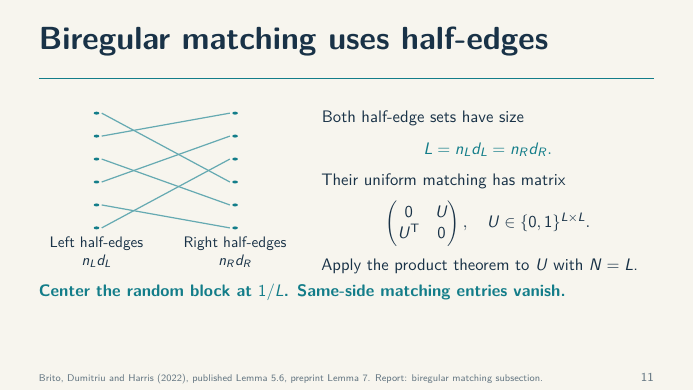 Biregular matching uses half-edges
Left half-edges
n_L d_L
Right half-edges
n_R d_R
Both half-edge sets have size
L = n_L d_L = n_R d_R.
Their uniform matching has matrix
( 0 U
U^T 0 ) , U ∈ {0, 1}^{L×L}.
Apply the product theorem to U with N = L.
Center the random block at 1/L. Same-side matching entries vanish.
Brito, Dumitriu and Harris (2022), published Lemma 5.6, preprint Lemma 7. Report: biregular matching subsection.
11